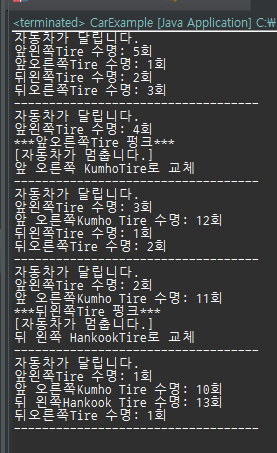 <terminated> CarExample [Java Application] C:₩
자동차가 달립니다.
앞왼쪽Tire 수명: 5회
앞오른쪽Tire 수명: 1회
뒤왼쪽Tire 수명: 2회
뒤오른쪽Tire 수명: 3회
------------------------------------
자동차가 달립니다.
앞왼쪽Tire 수명: 4회
***앞오른쪽Tire 펑크***
[자동차가 멈춥니다.]
앞 오른쪽 KumhoTire로 교체
------------------------------------
자동차가 달립니다.
앞왼쪽Tire 수명: 3회
앞 오른쪽Kumho Tire 수명: 12회
뒤왼쪽Tire 수명: 1회
뒤오른쪽Tire 수명: 2회
------------------------------------
자동차가 달립니다.
앞왼쪽Tire 수명: 2회
앞 오른쪽Kumho Tire 수명: 11회
***뒤왼쪽Tire 펑크***
[자동차가 멈춥니다.]
뒤 왼쪽 HankookTire로 교체
------------------------------------
자동차가 달립니다.
앞왼쪽Tire 수명: 1회
앞 오른쪽Kumho Tire 수명: 10회
뒤 왼쪽Hankook Tire 수명: 13회
뒤오른쪽Tire 수명: 1회
------------------------------------